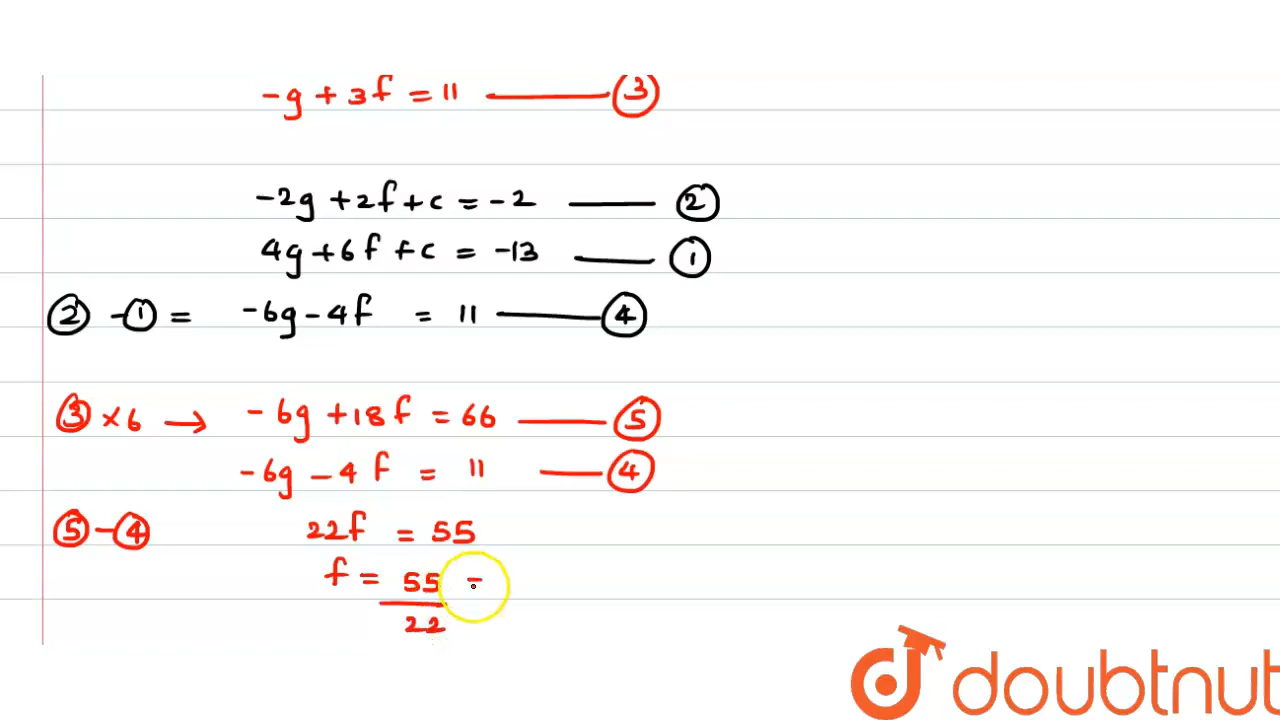 -g + 3f = 11 ——— ③
-2g + 2f + c = -2 ——— ②
4g + 6f + c = -13 ——— ①
② - ① = -6g - 4f = 11 ——— ④
③ × 6 → -6g + 18f = 66 ——— ⑤
-6g - 4f = 11 ——— ④
⑤ - ④ 22f = 55
f = 55 =
22
doubtnut